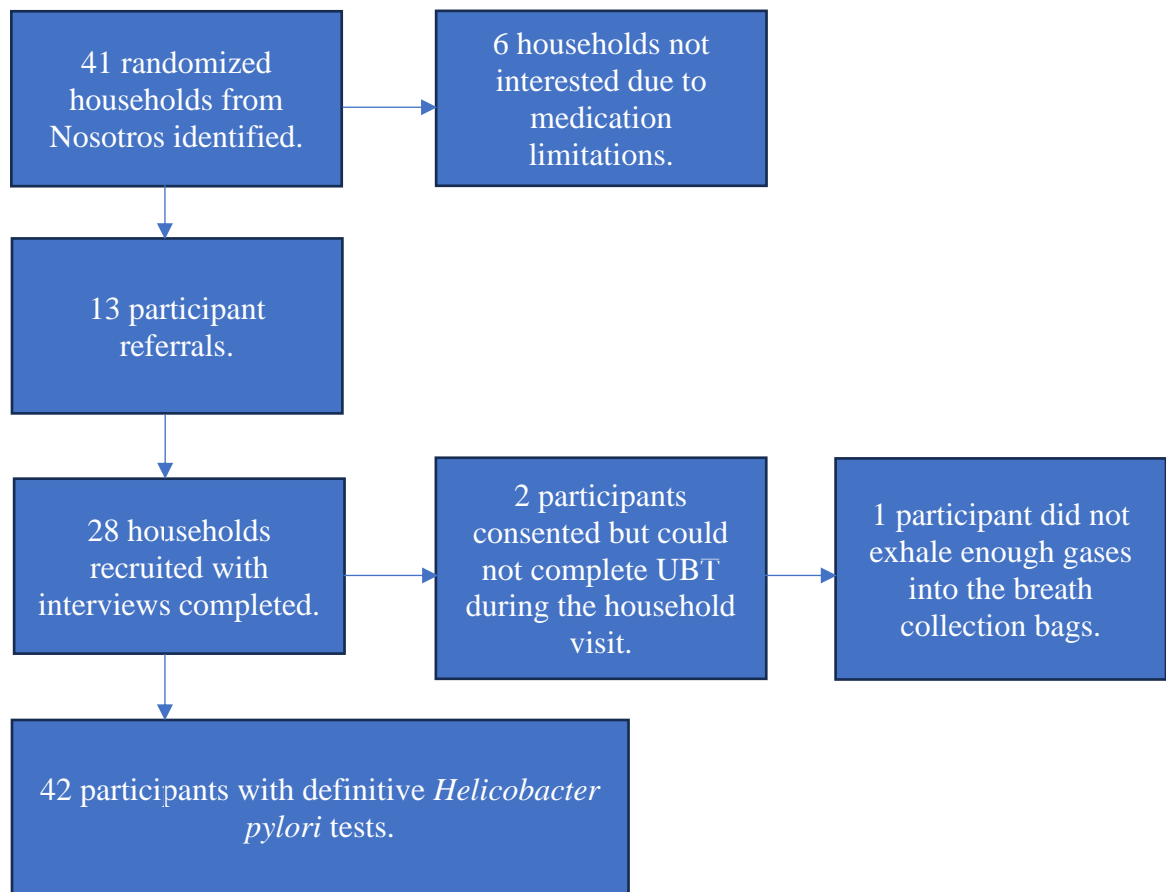 41 randomized
households from
Nosotros identified.
6 households not
interested due to
medication
limitations.
13 participant
referrals.
28 households
recruited with
interviews completed.
2 participants
consented but could
not complete UBT
during the household
visit.
1 participant did not
exhale enough gases
into the breath
collection bags.
42 participants with definitive Helicobacter
pylori tests.